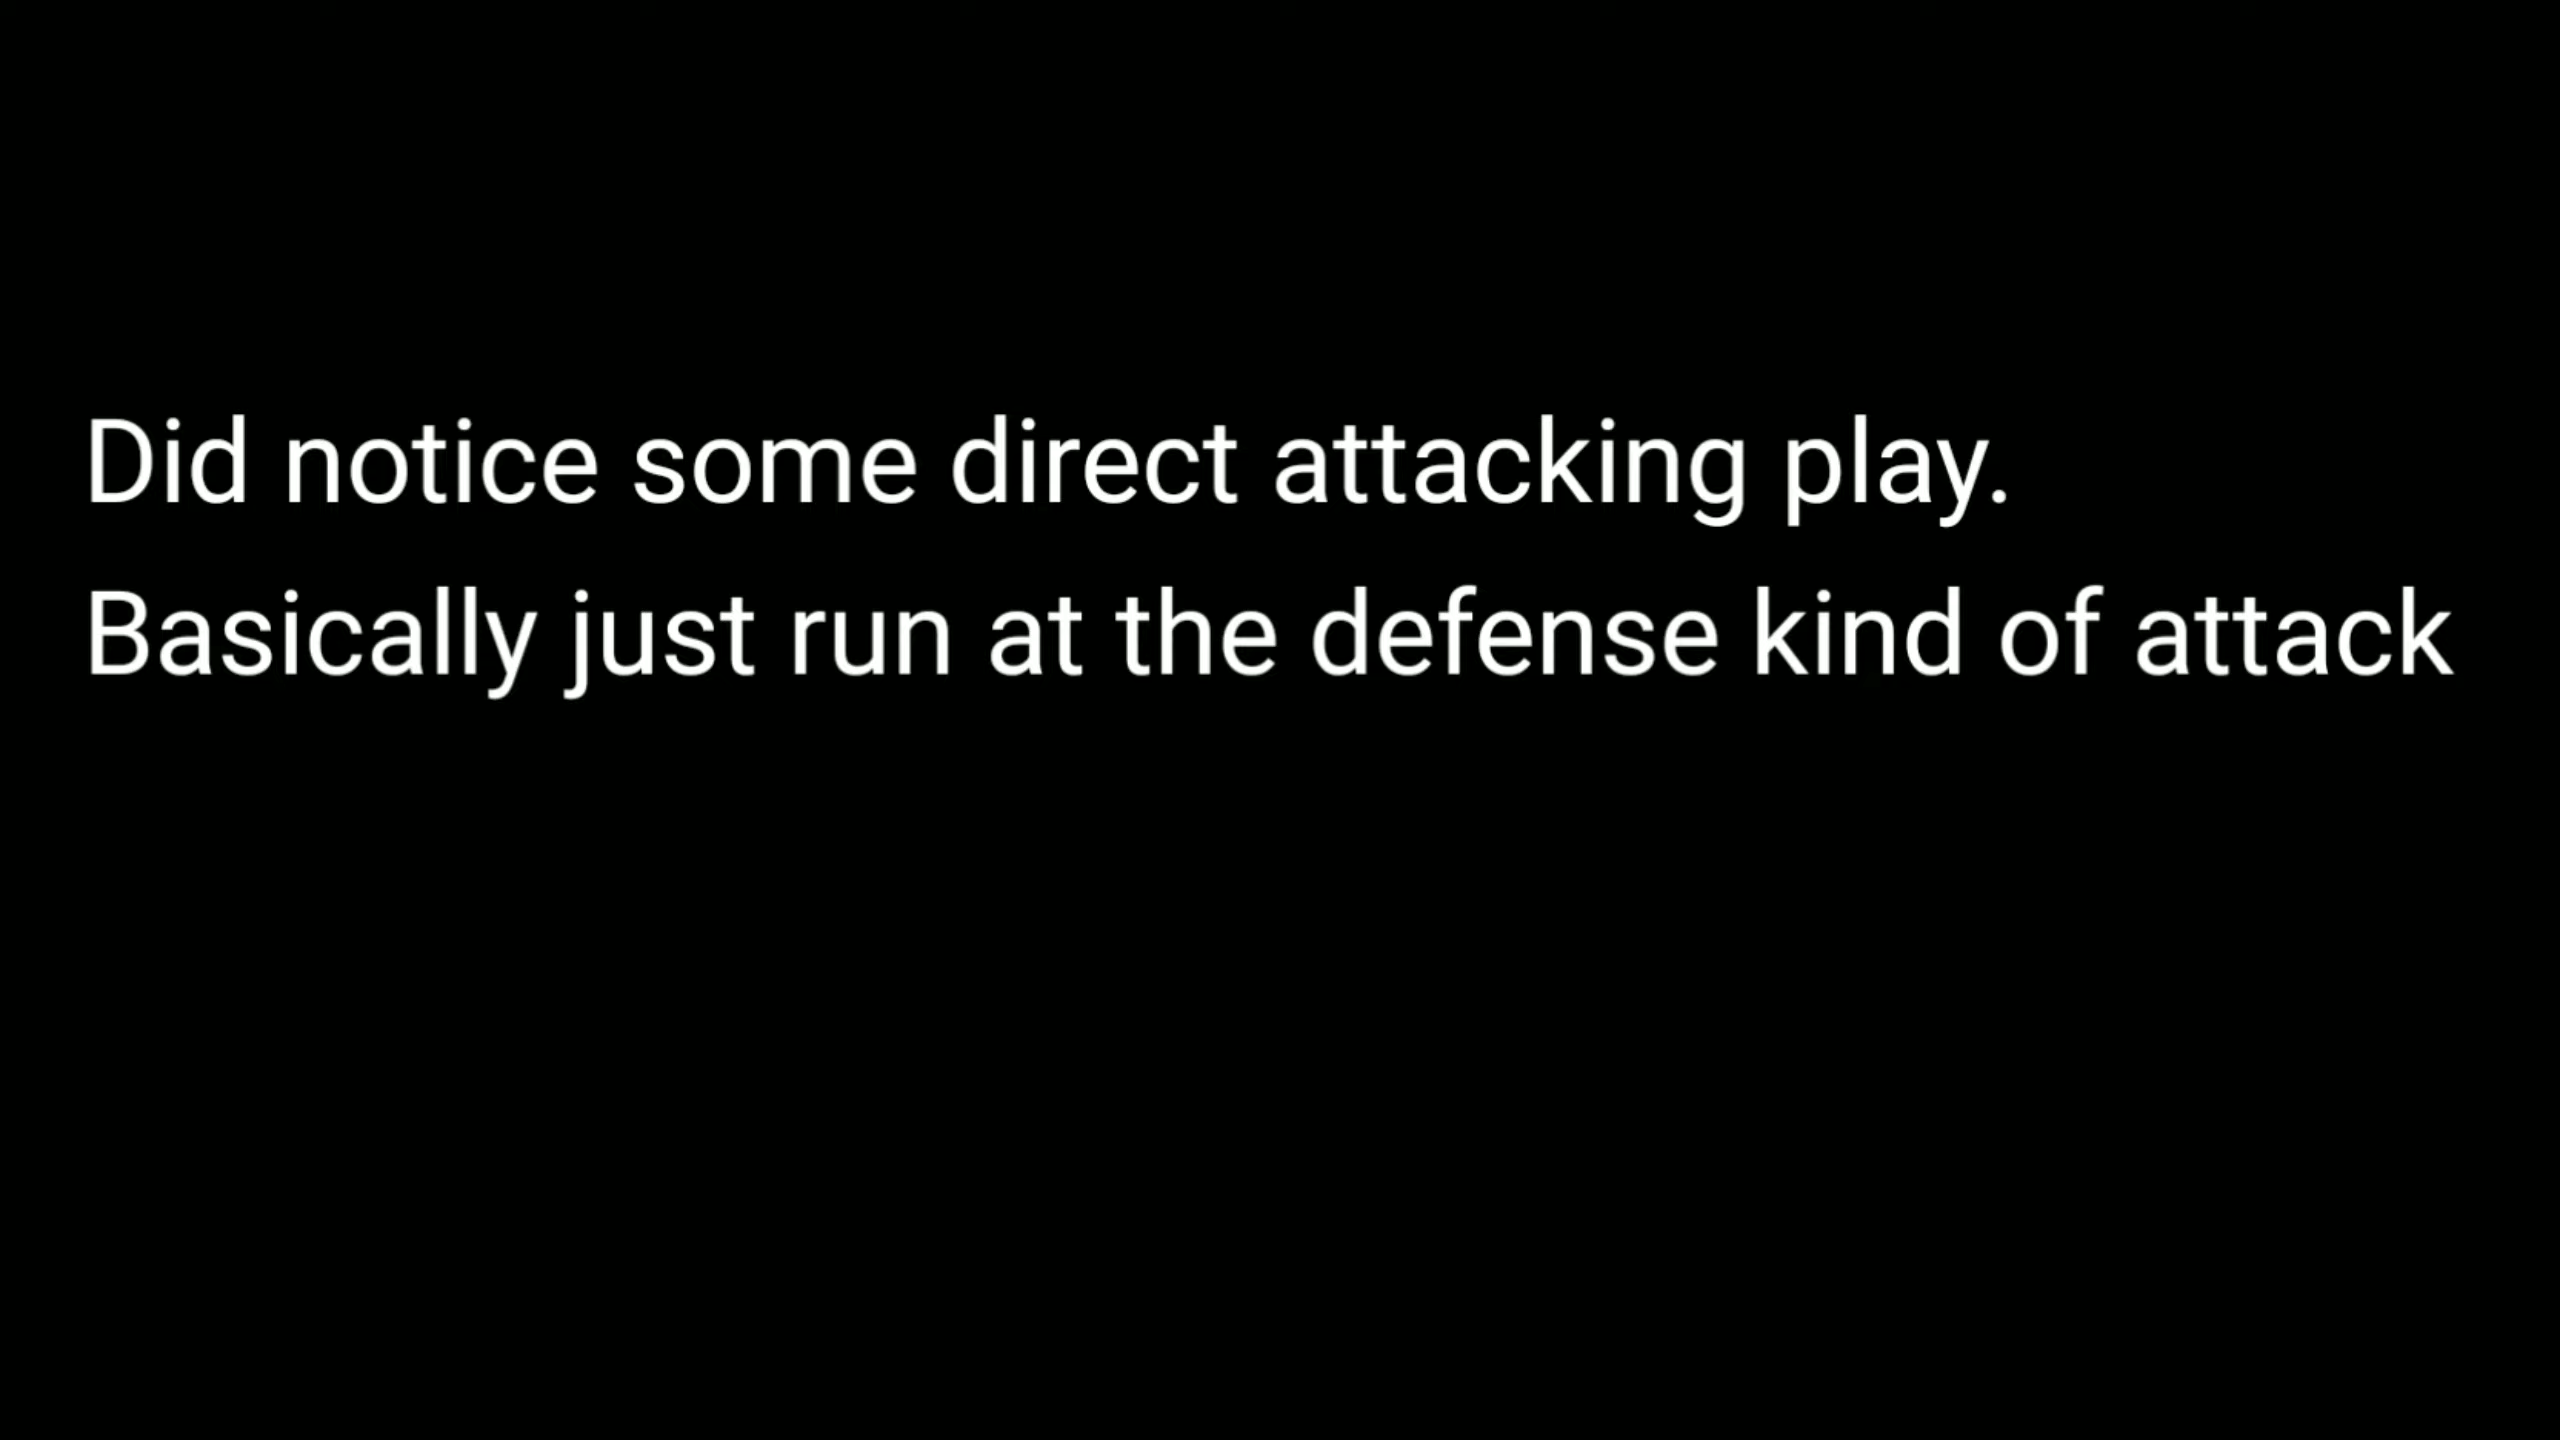 Did notice some direct attacking play.
Basically just run at the defense kind of attack